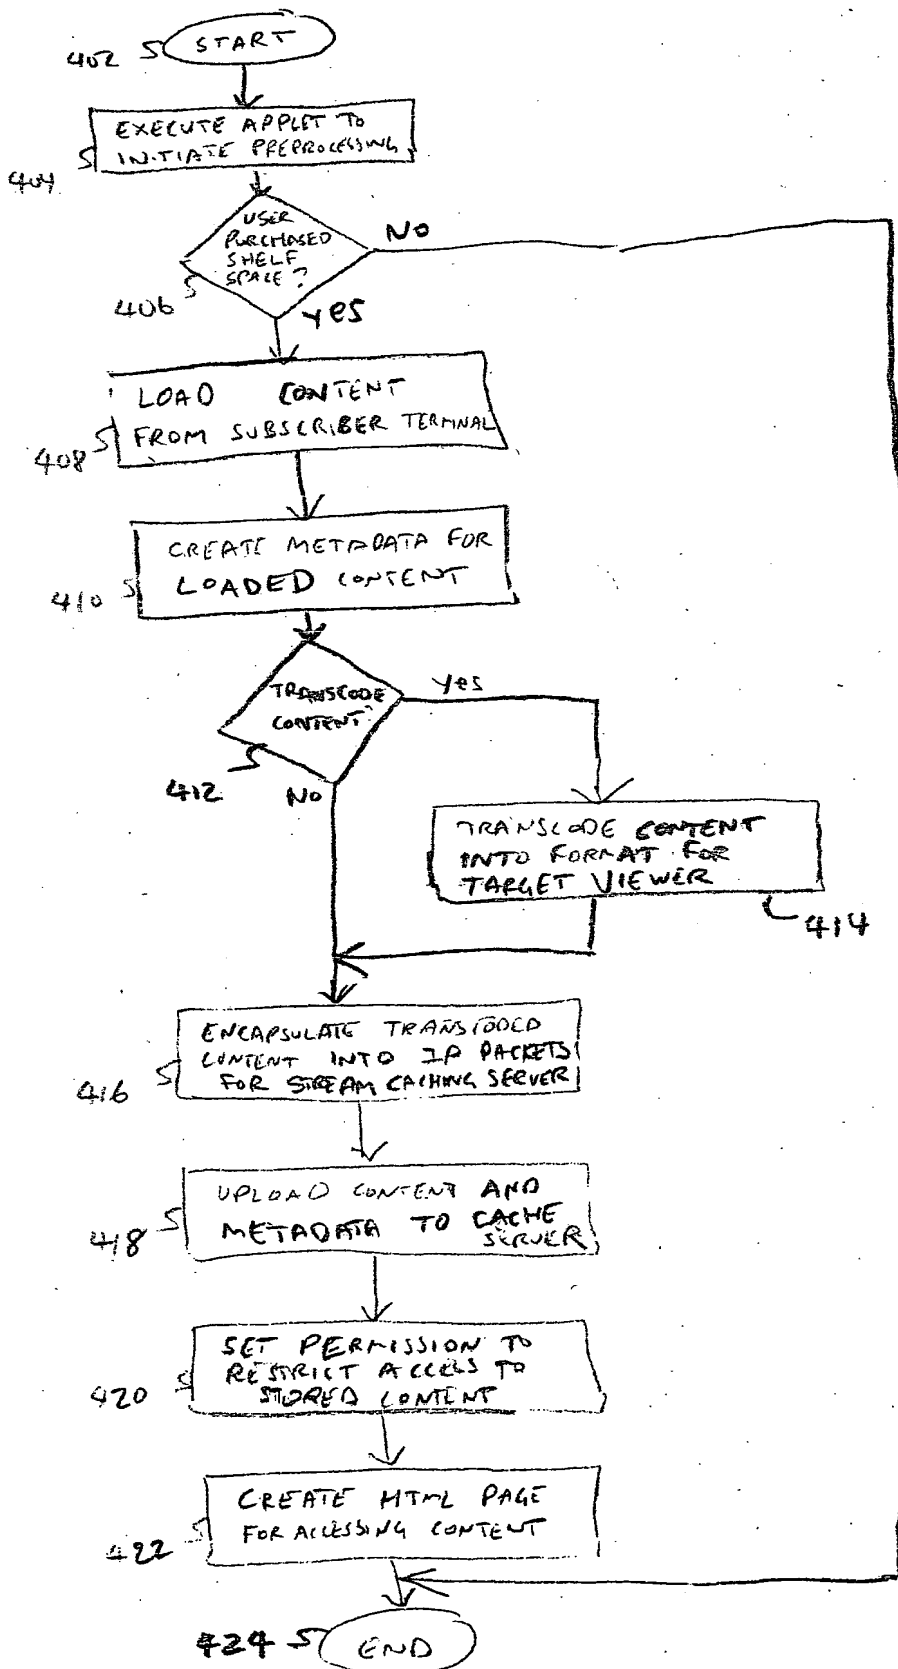 402 START
EXECUTE APPLET TO
INITIATE PREPROCESSING
404
USER
PURCHASED
SHELF
SPACE?
NO
406
YES
LOAD CONTENT
FROM SUBSCRIBER TERMINAL
408
CREATE METADATA FOR
LOADED CONTENT
410
TRANSCODE
CONTENT?
Yes
412
NO
TRANSCODE CONTENT
INTO FORMAT FOR
TARGET VIEWER
414
ENCAPSULATE TRANSCODED
CONTENT INTO IP PACKETS
FOR STREAM CACHING SERVER
416
UPLOAD CONTENT AND
METADATA TO CACHE
SERVER
418
SET PERMISSION TO
RESTRICT ACCESS TO
STORED CONTENT
420
CREATE HTML PAGE
FOR ACCESSING CONTENT
422
424 END